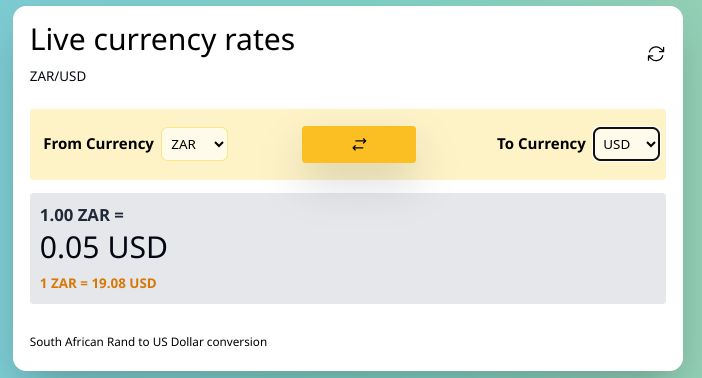 Live currency rates
ZAR/USD
From Currency ZAR To Currency USD
1.00 ZAR =
0.05 USD
1 ZAR = 19.08 USD
South African Rand to US Dollar conversion